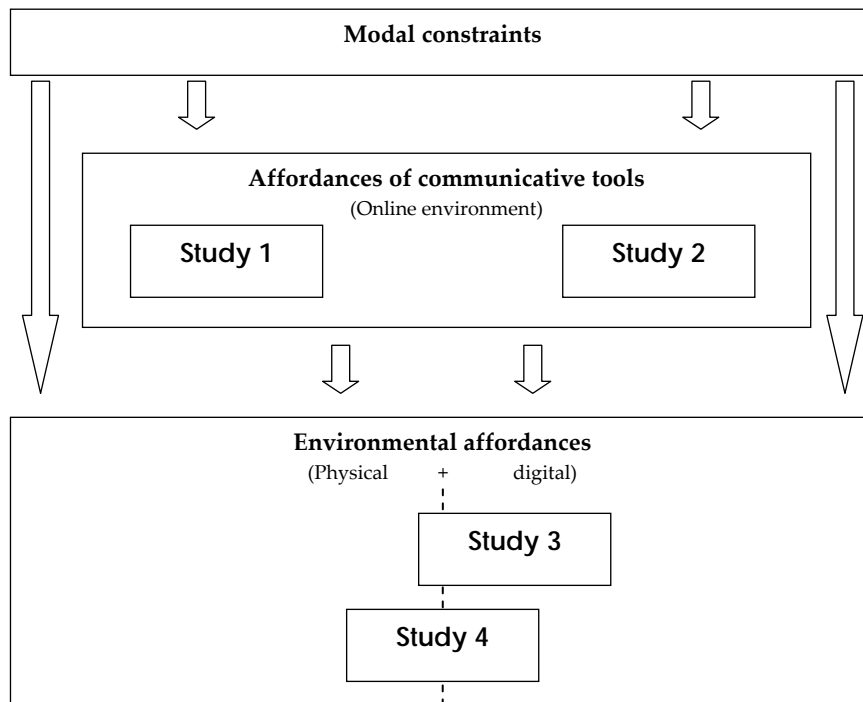 Modal constraints
Affordances of communicative tools
(Online environment)
Study 1 Study 2
Environmental affordances
(Physical + digital)
Study 3
Study 4